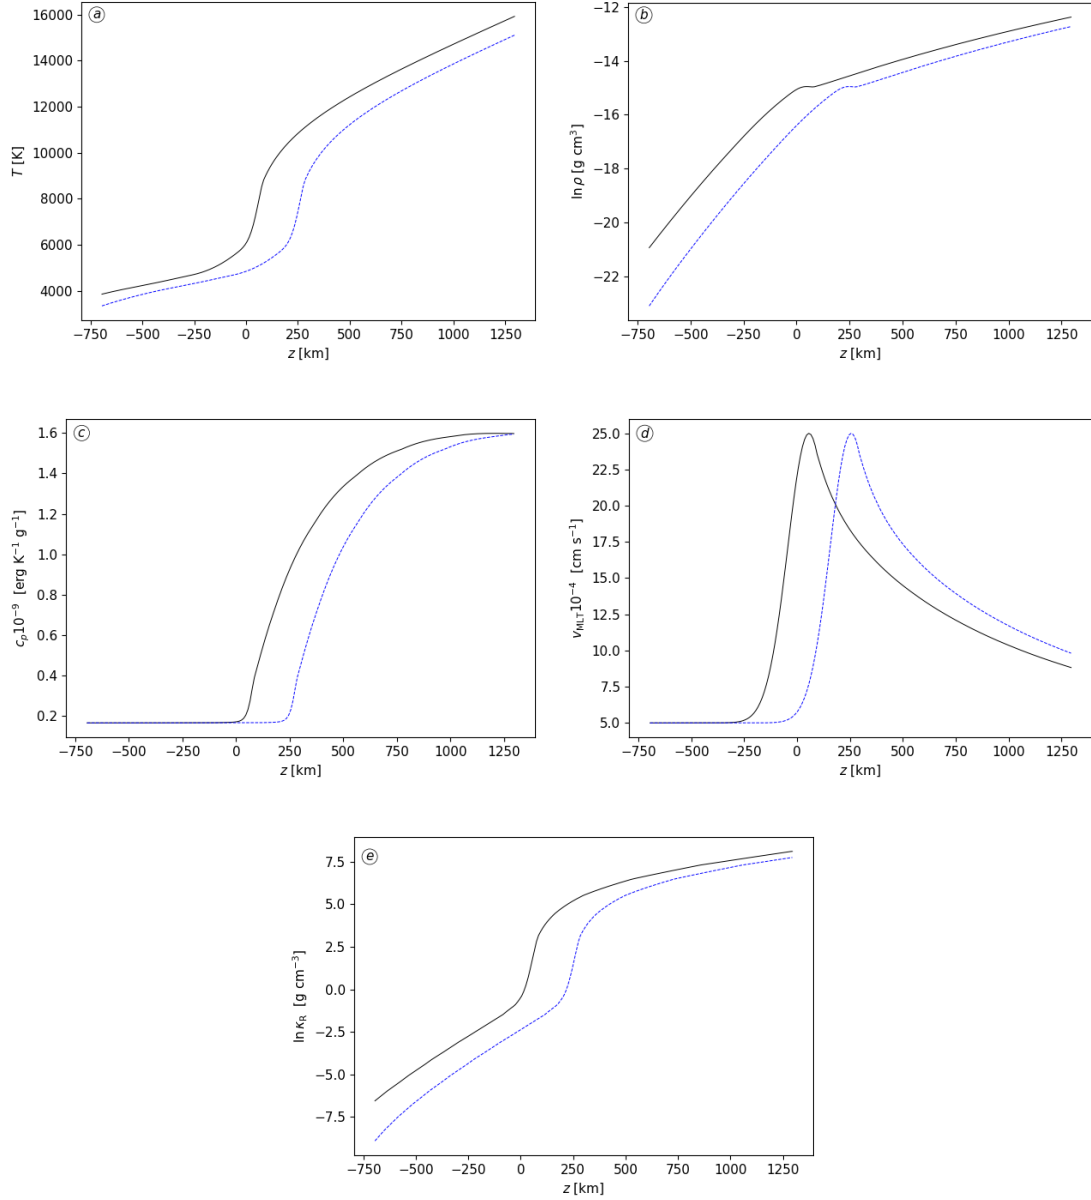 a
16000
14000
12000
10000
8000
6000
4000
T [K]
−750 −500 −250 0 250 500 750 1000 1250
z [km]
b
−12
−14
−16
−18
−20
−22
ln ρ [g cm³]
−750 −500 −250 0 250 500 750 1000 1250
z [km]
c
1.6
1.4
1.2
1.0
0.8
0.6
0.4
0.2
cₚ10⁻⁹ [erg K⁻¹ g⁻¹]
−750 −500 −250 0 250 500 750 1000 1250
z [km]
d
25.0
22.5
20.0
17.5
15.0
12.5
10.0
7.5
5.0
v_MLT10⁻⁴ [cm s⁻¹]
−750 −500 −250 0 250 500 750 1000 1250
z [km]
e
7.5
5.0
2.5
0.0
−2.5
−5.0
−7.5
ln κ_R [g cm⁻³]
−750 −500 −250 0 250 500 750 1000 1250
z [km]